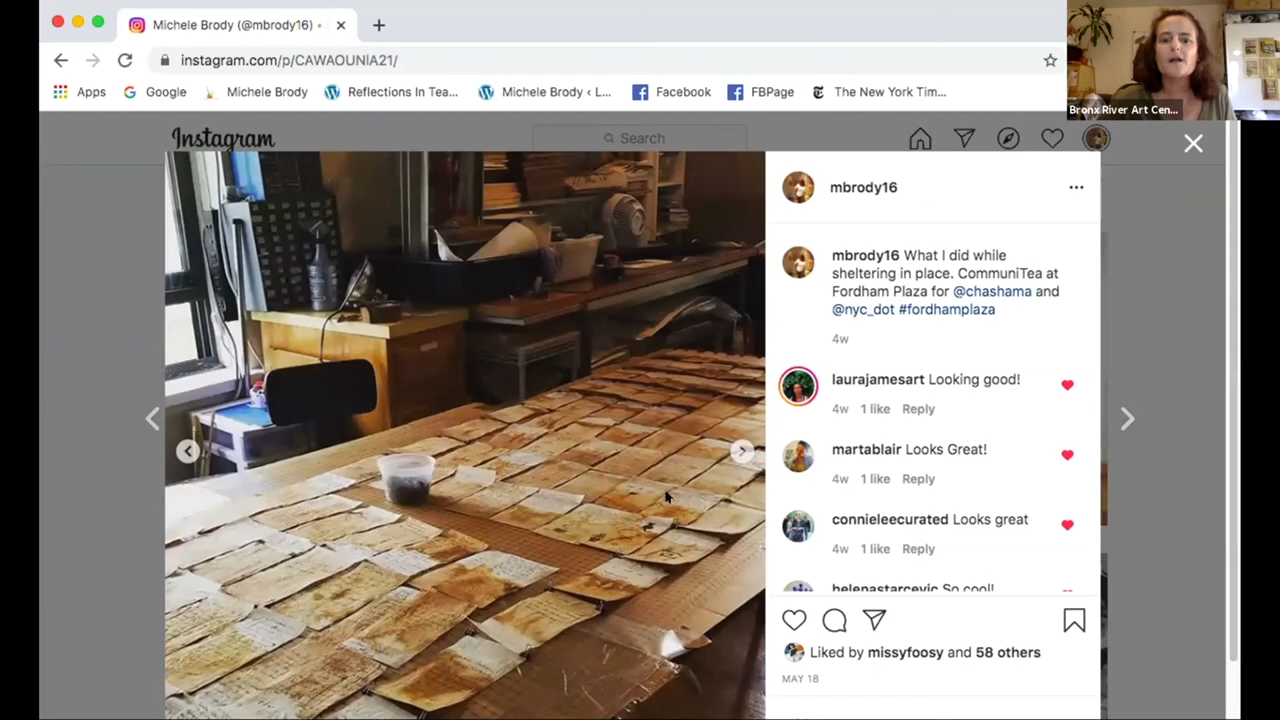 Michele Brody (@mbrody16) •
instagram.com/p/CAWAOUNIA21/
Apps
Google
Michele Brody
Reflections In Tea...
Michele Brody ‹ L...
Facebook
FBPage
The New York Tim...
Bronx River Art Cen...
Instagram
Search
mbrody16
mbrody16 What I did while
sheltering in place. CommuniTea at
Fordham Plaza for @chashama and
@nyc_dot #fordhamplaza
4w
laurajamesart Looking good!
4w 1 like Reply
martablair Looks Great!
4w 1 like Reply
connieleecurated Looks great
4w 1 like Reply
helenastarcevic So cool!
Liked by missyfoosy and 58 others
MAY 18